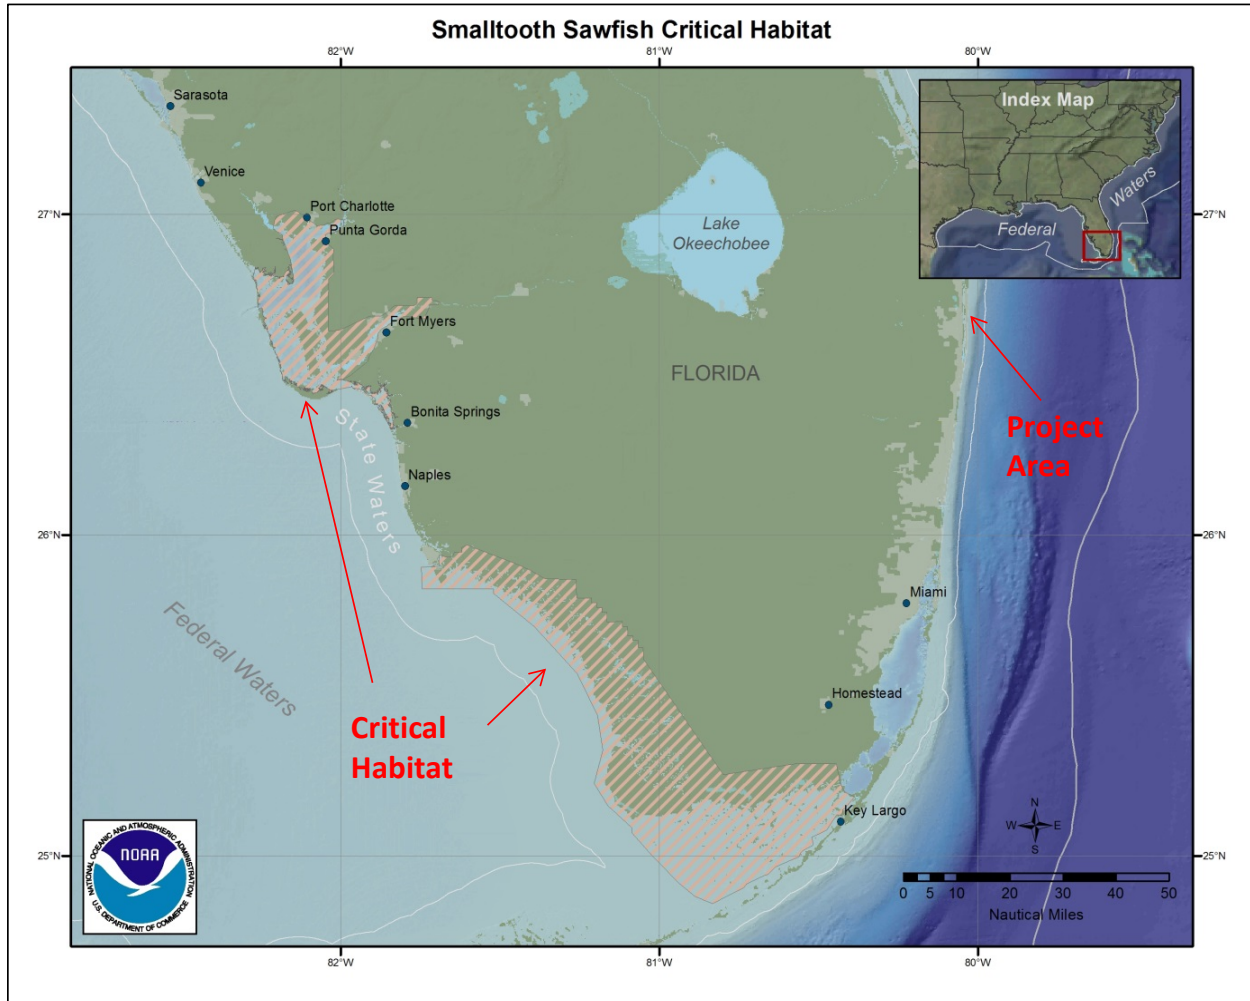 Smalltooth Sawfish Critical Habitat
82°W
81°W
80°W
Sarasota
Index Map
Venice
Waters
Port Charlotte
Federal
27°N
27°N
Punta Gorda
Lake
Okeechobee
Fort Myers
FLORIDA
Bonita Springs
State Waters
Project
Area
Naples
26°N
26°N
Miami
Federal Waters
Homestead
Critical
Habitat
Key Largo
N
W
E
S
25°N
25°N
NATIONAL OCEANIC AND ATMOSPHERIC ADMINISTRATION
NOAA
U.S. DEPARTMENT OF COMMERCE
0 5 10 20 30 40 50
Nautical Miles
82°W
81°W
80°W